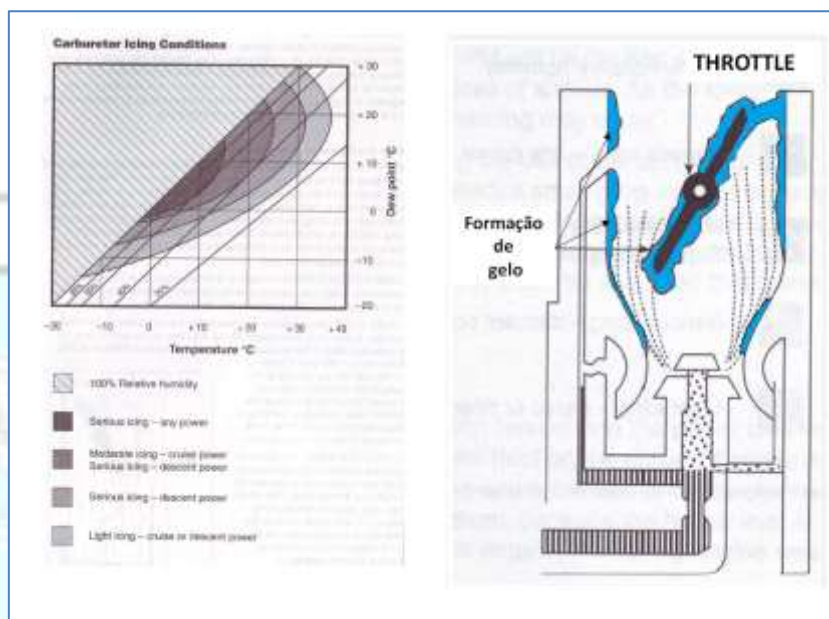 Carburetor Icing Conditions
+30
+20
+10
0
-10
-20
Dew point °C
-30
-10
0
+10
+20
+30
+40
Temperature °C
100% Relative humidity
Serious icing – any power
Moderate icing – cruise power
Serious icing – descent power
Serious icing – descent power
Light icing – cruise or descent power
THROTTLE
Formação
de
gelo